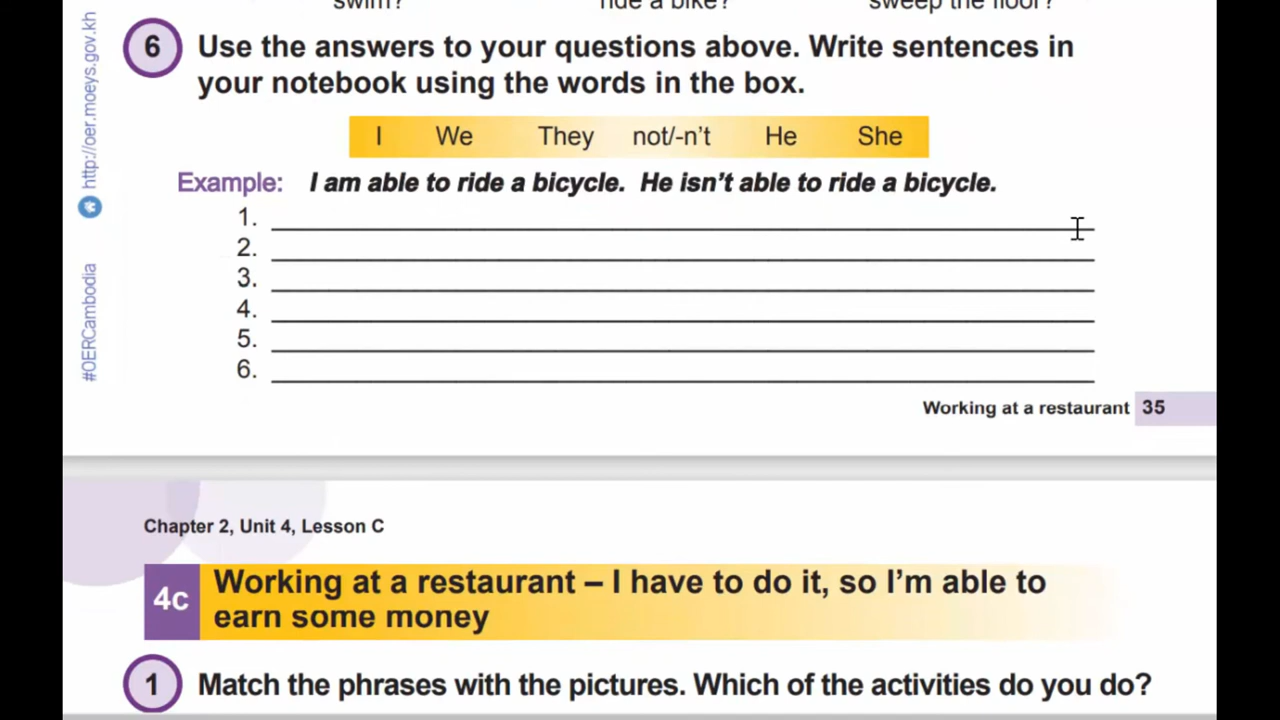 swim?
ride a bike?
sweep the floor?
6
Use the answers to your questions above. Write sentences in
your notebook using the words in the box.
I We They not/-n't He She
Example: I am able to ride a bicycle. He isn't able to ride a bicycle.
1.
2.
3.
4.
5.
6.
Working at a restaurant 35
#OERCambodia http://oer.moeys.gov.kh
Chapter 2, Unit 4, Lesson C
4c
Working at a restaurant – I have to do it, so I'm able to
earn some money
1 Match the phrases with the pictures. Which of the activities do you do?